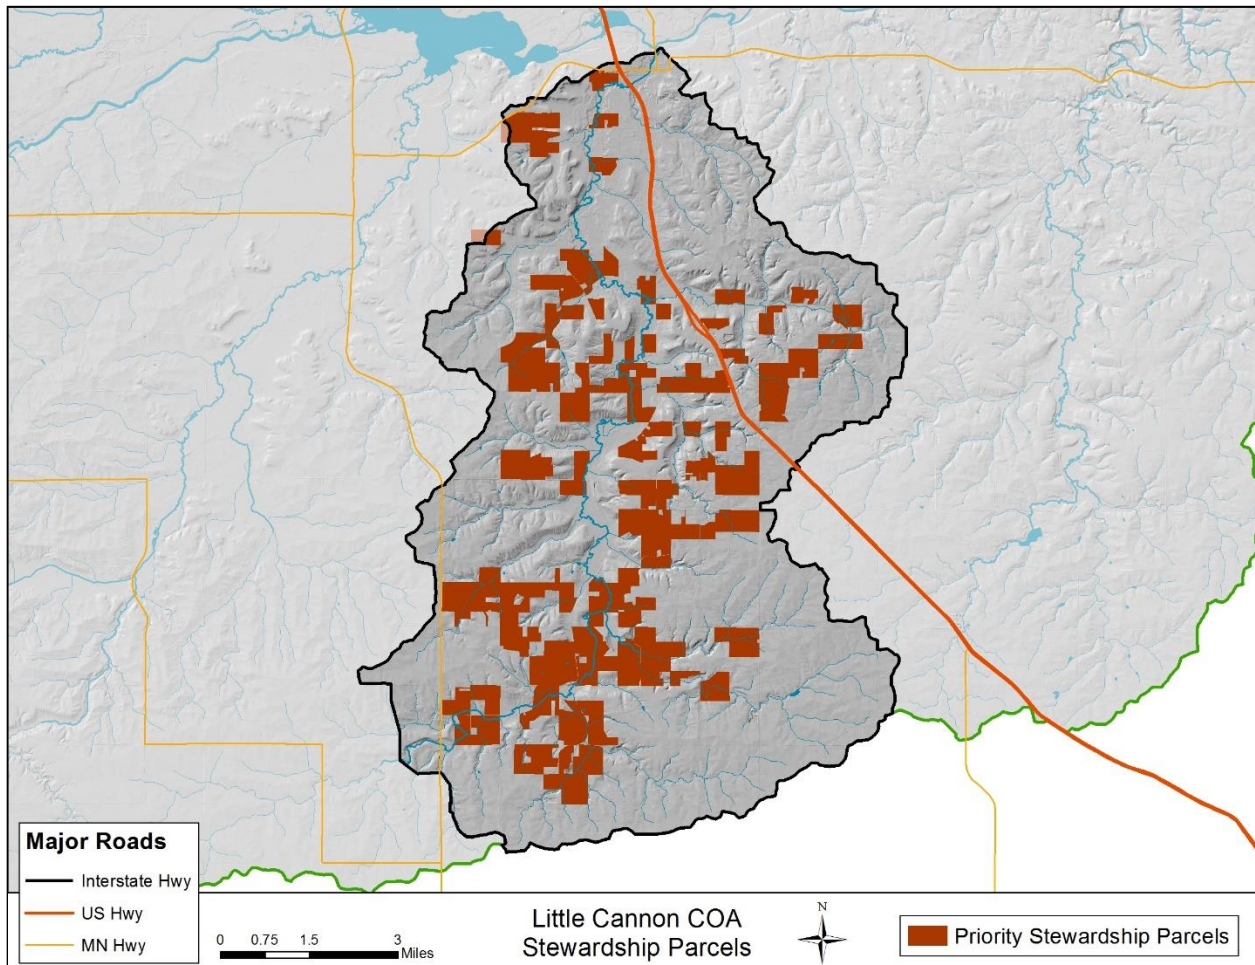 Major Roads
Interstate Hwy
US Hwy
MN Hwy
0 0.75 1.5 3
Miles
Little Cannon COA
Stewardship Parcels
N
Priority Stewardship Parcels